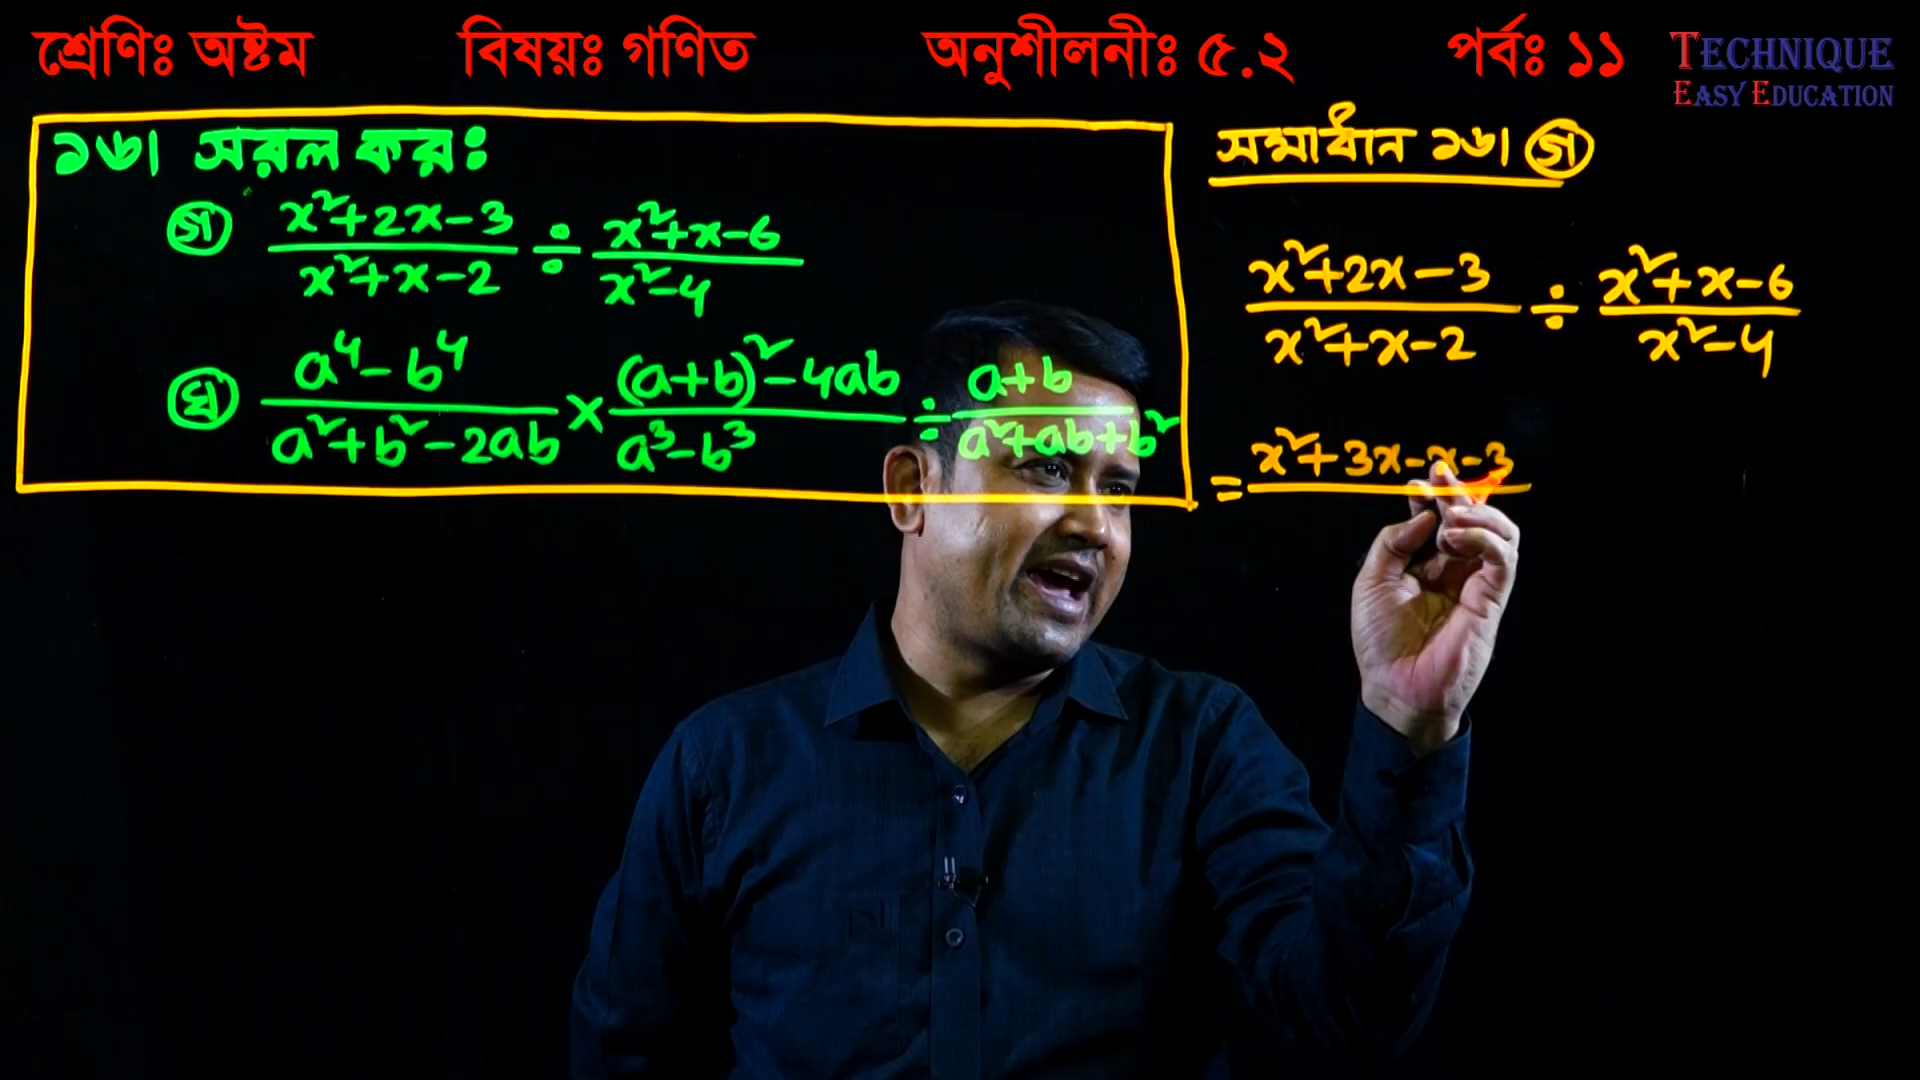 শ্রেণিঃ অষ্টম বিষয়ঃ গণিত অনুশীলনীঃ ৫.২ পর্বঃ ১১
TECHNIQUE
EASY EDUCATION
১৬। সরল করঃ
গ (x²+2x-3)/(x²+x-2) ÷ (x²+x-6)/(x²-4)
ঘ (a⁴-b⁴)/(a²+b²-2ab) × ((a+b)²-4ab)/(a³-b³) ÷ (a+b)/(a²+ab+b²)
সমাধান ১৬। গ
(x²+2x-3)/(x²+x-2) ÷ (x²+x-6)/(x²-4)
= x²+3x-x-3